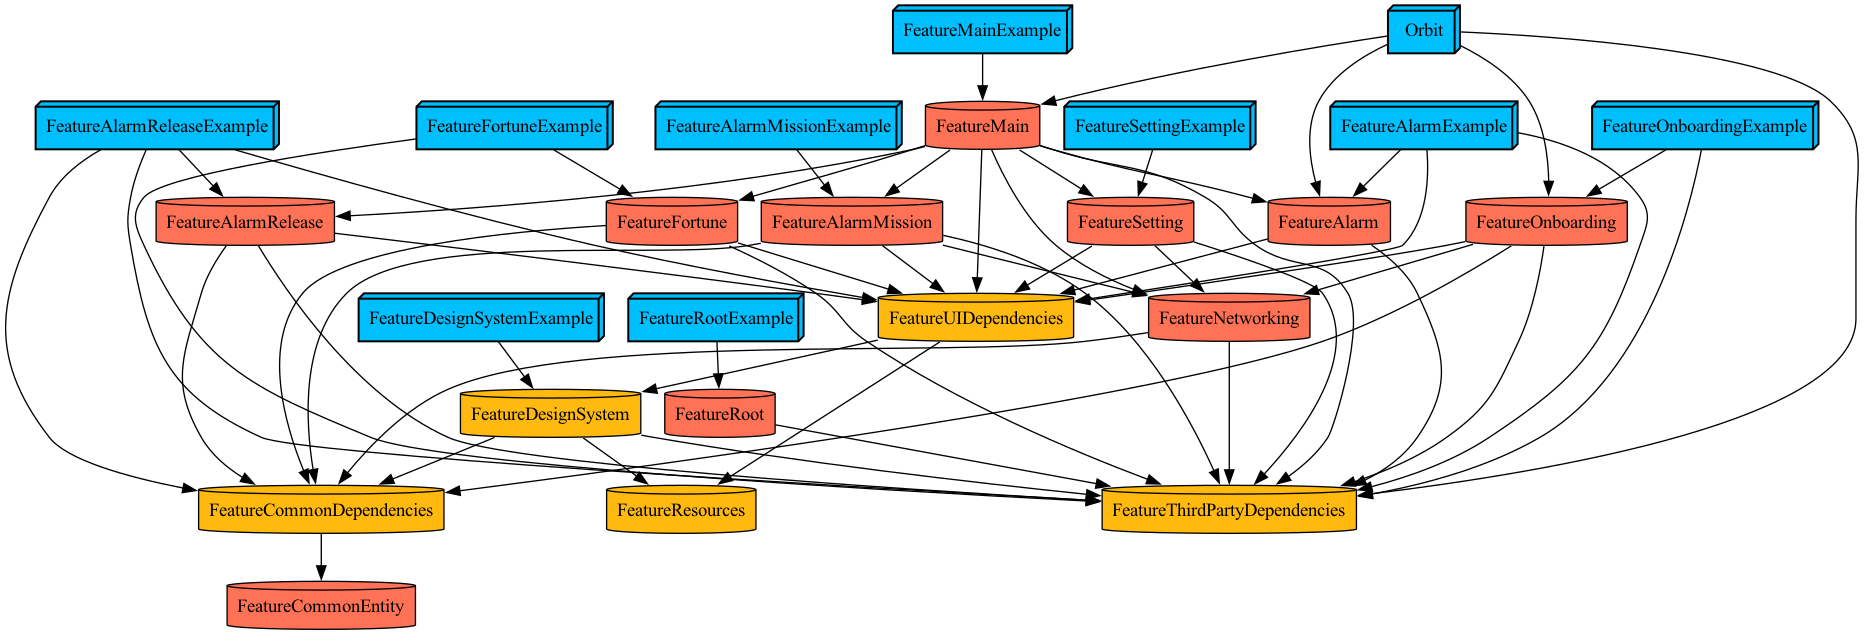 FeatureMainExample
Orbit
FeatureAlarmReleaseExample
FeatureFortuneExample
FeatureAlarmMissionExample
FeatureMain
FeatureSettingExample
FeatureAlarmExample
FeatureOnboardingExample
FeatureAlarmRelease
FeatureFortune
FeatureAlarmMission
FeatureSetting
FeatureAlarm
FeatureOnboarding
FeatureDesignSystemExample
FeatureRootExample
FeatureUIDependencies
FeatureNetworking
FeatureDesignSystem
FeatureRoot
FeatureCommonDependencies
FeatureResources
FeatureThirdPartyDependencies
FeatureCommonEntity